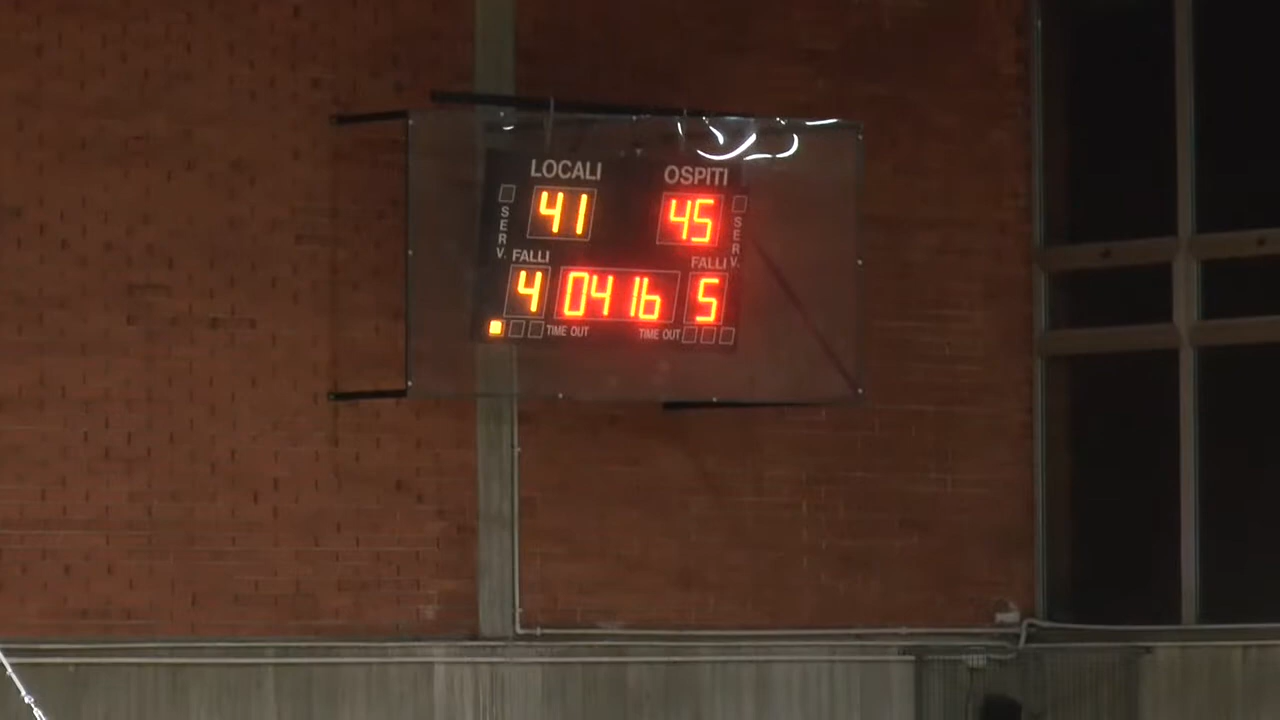 LOCALI OSPITI
41 45
SERV. SERV.
FALLI FALLI
4 04 16 5
TIME OUT TIME OUT